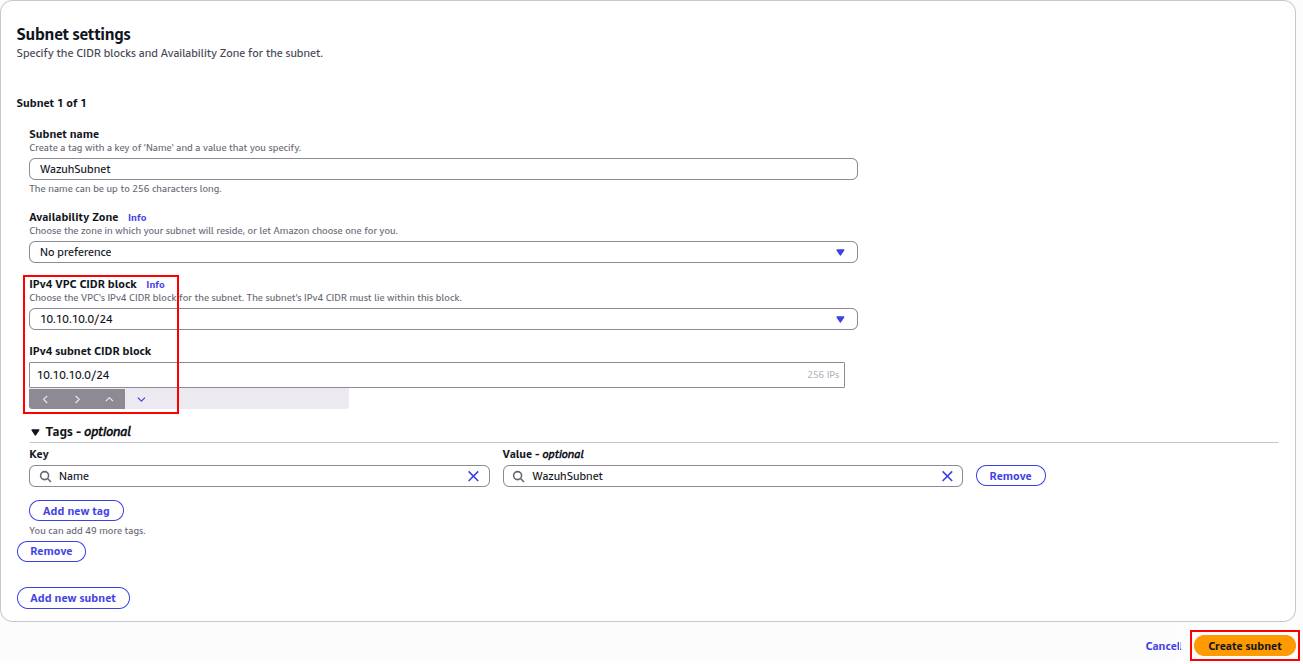 Subnet settings
Specify the CIDR blocks and Availability Zone for the subnet.
Subnet 1 of 1
Subnet name
Create a tag with a key of 'Name' and a value that you specify.
WazuhSubnet
The name can be up to 256 characters long.
Availability Zone Info
Choose the zone in which your subnet will reside, or let Amazon choose one for you.
No preference
IPv4 VPC CIDR block Info
Choose the VPC's IPv4 CIDR block for the subnet. The subnet's IPv4 CIDR must lie within this block.
10.10.10.0/24
IPv4 subnet CIDR block
10.10.10.0/24 256 IPs
Tags - optional
Key Value - optional
Name WazuhSubnet Remove
Add new tag
You can add 49 more tags.
Remove
Add new subnet
Cancel Create subnet